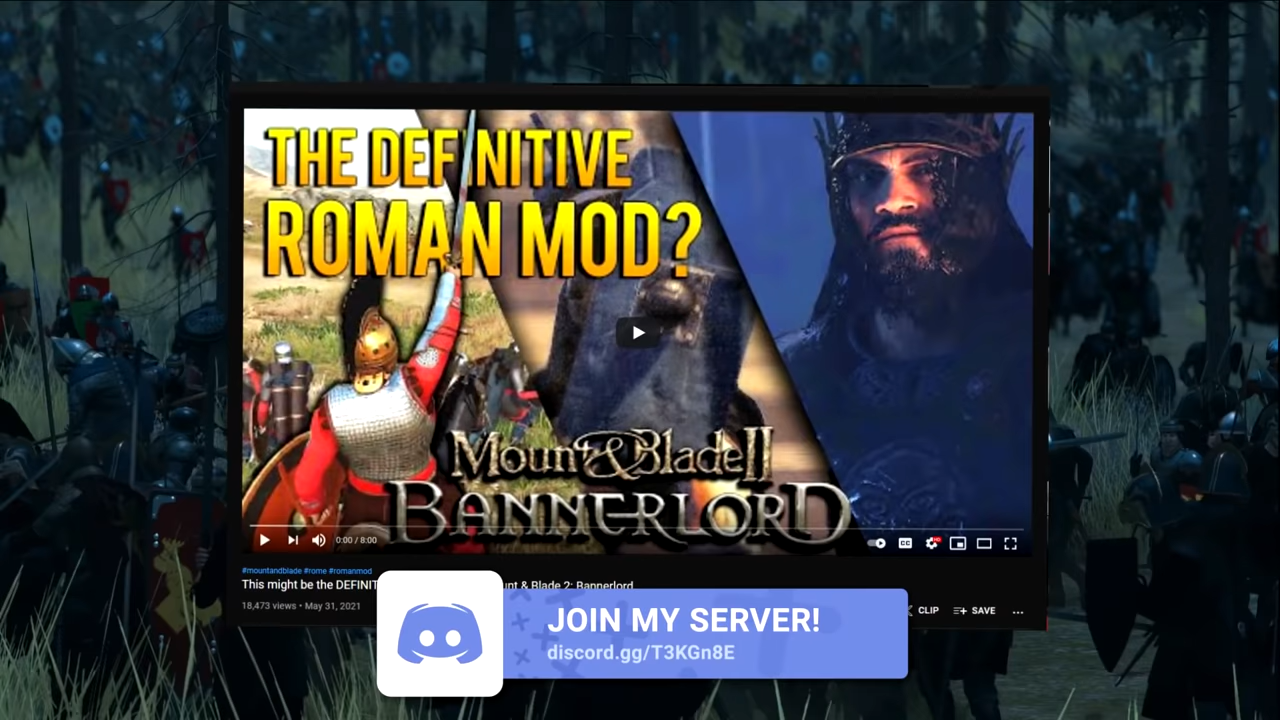 THE DEFINITIVE
ROMAN MOD?
Mount & Blade II
BANNERLORD
0:00 / 8:00
CC
HD
#mountandblade #rome #romanmod
This might be the DEFINIT unt & Blade 2: Bannerlord
18,473 views • May 31, 2021
CLIP
SAVE
JOIN MY SERVER!
discord.gg/T3KGn8E